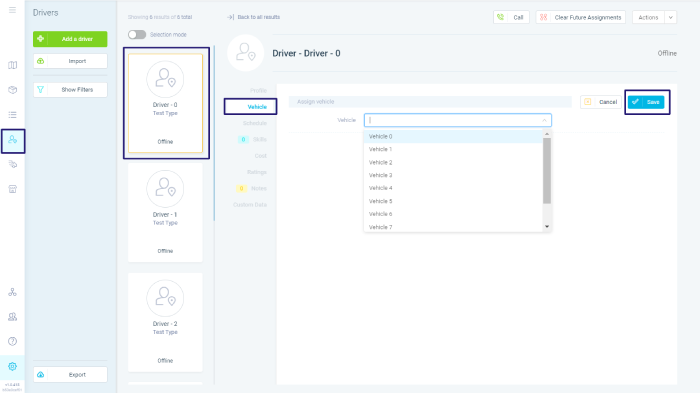 Drivers
Add a driver
Import
Show Filters
Export
Showing 8 results of 8 total
Selection mode
Driver - 0
Test Type
Offline
Driver - 1
Test Type
Offline
Driver - 2
Test Type
Offline
Back to all results
Call
Clear Future Assignments
Actions
Driver - Driver - 0
Offline
Profile
Vehicle
Schedule
Skills
Cost
Ratings
Notes
Custom Data
Assign vehicle
Cancel
Save
Vehicle
Vehicle 0
Vehicle 1
Vehicle 2
Vehicle 3
Vehicle 4
Vehicle 5
Vehicle 6
Vehicle 7